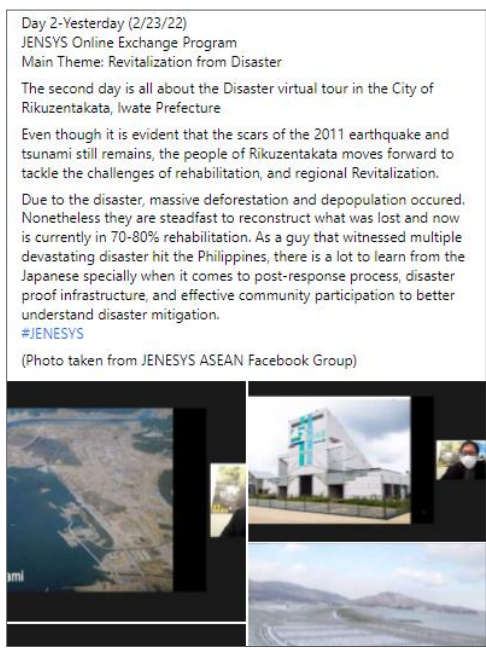 Day 2-Yesterday (2/23/22)
JENSYS Online Exchange Program
Main Theme: Revitalization from Disaster
The second day is all about the Disaster virtual tour in the City of
Rikuzentakata, Iwate Prefecture
Even though it is evident that the scars of the 2011 earthquake and
tsunami still remains, the people of Rikuzentakata moves forward to
tackle the challenges of rehabilitation, and regional Revitalization.
Due to the disaster, massive deforestation and depopulation occured.
Nonetheless they are steadfast to reconstruct what was lost and now
is currently in 70-80% rehabilitation. As a guy that witnessed multiple
devastating disaster hit the Philippines, there is a lot to learn from the
Japanese specially when it comes to post-response process, disaster
proof infrastructure, and effective community participation to better
understand disaster mitigation.
#JENESYS
(Photo taken from JENESYS ASEAN Facebook Group)
ami